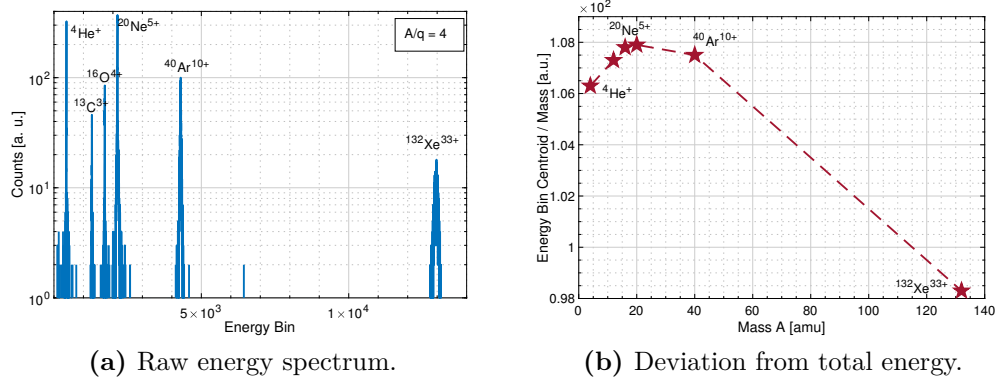 A/q = 4
⁴He⁺
²⁰Ne⁵⁺
¹⁶O⁴⁺
¹³C³⁺
⁴⁰Ar¹⁰⁺
¹³²Xe³³⁺
Counts [a. u.]
10²
10¹
10⁰
5×10³
1×10⁴
Energy Bin
(a) Raw energy spectrum.
×10²
1.08
1.06
1.04
1.02
1
0.98
Energy Bin Centroid / Mass [a.u.]
²⁰Ne⁵⁺
⁴⁰Ar¹⁰⁺
⁴He⁺
¹³²Xe³³⁺
0 20 40 60 80 100 120 140
Mass A [amu]
(b) Deviation from total energy.